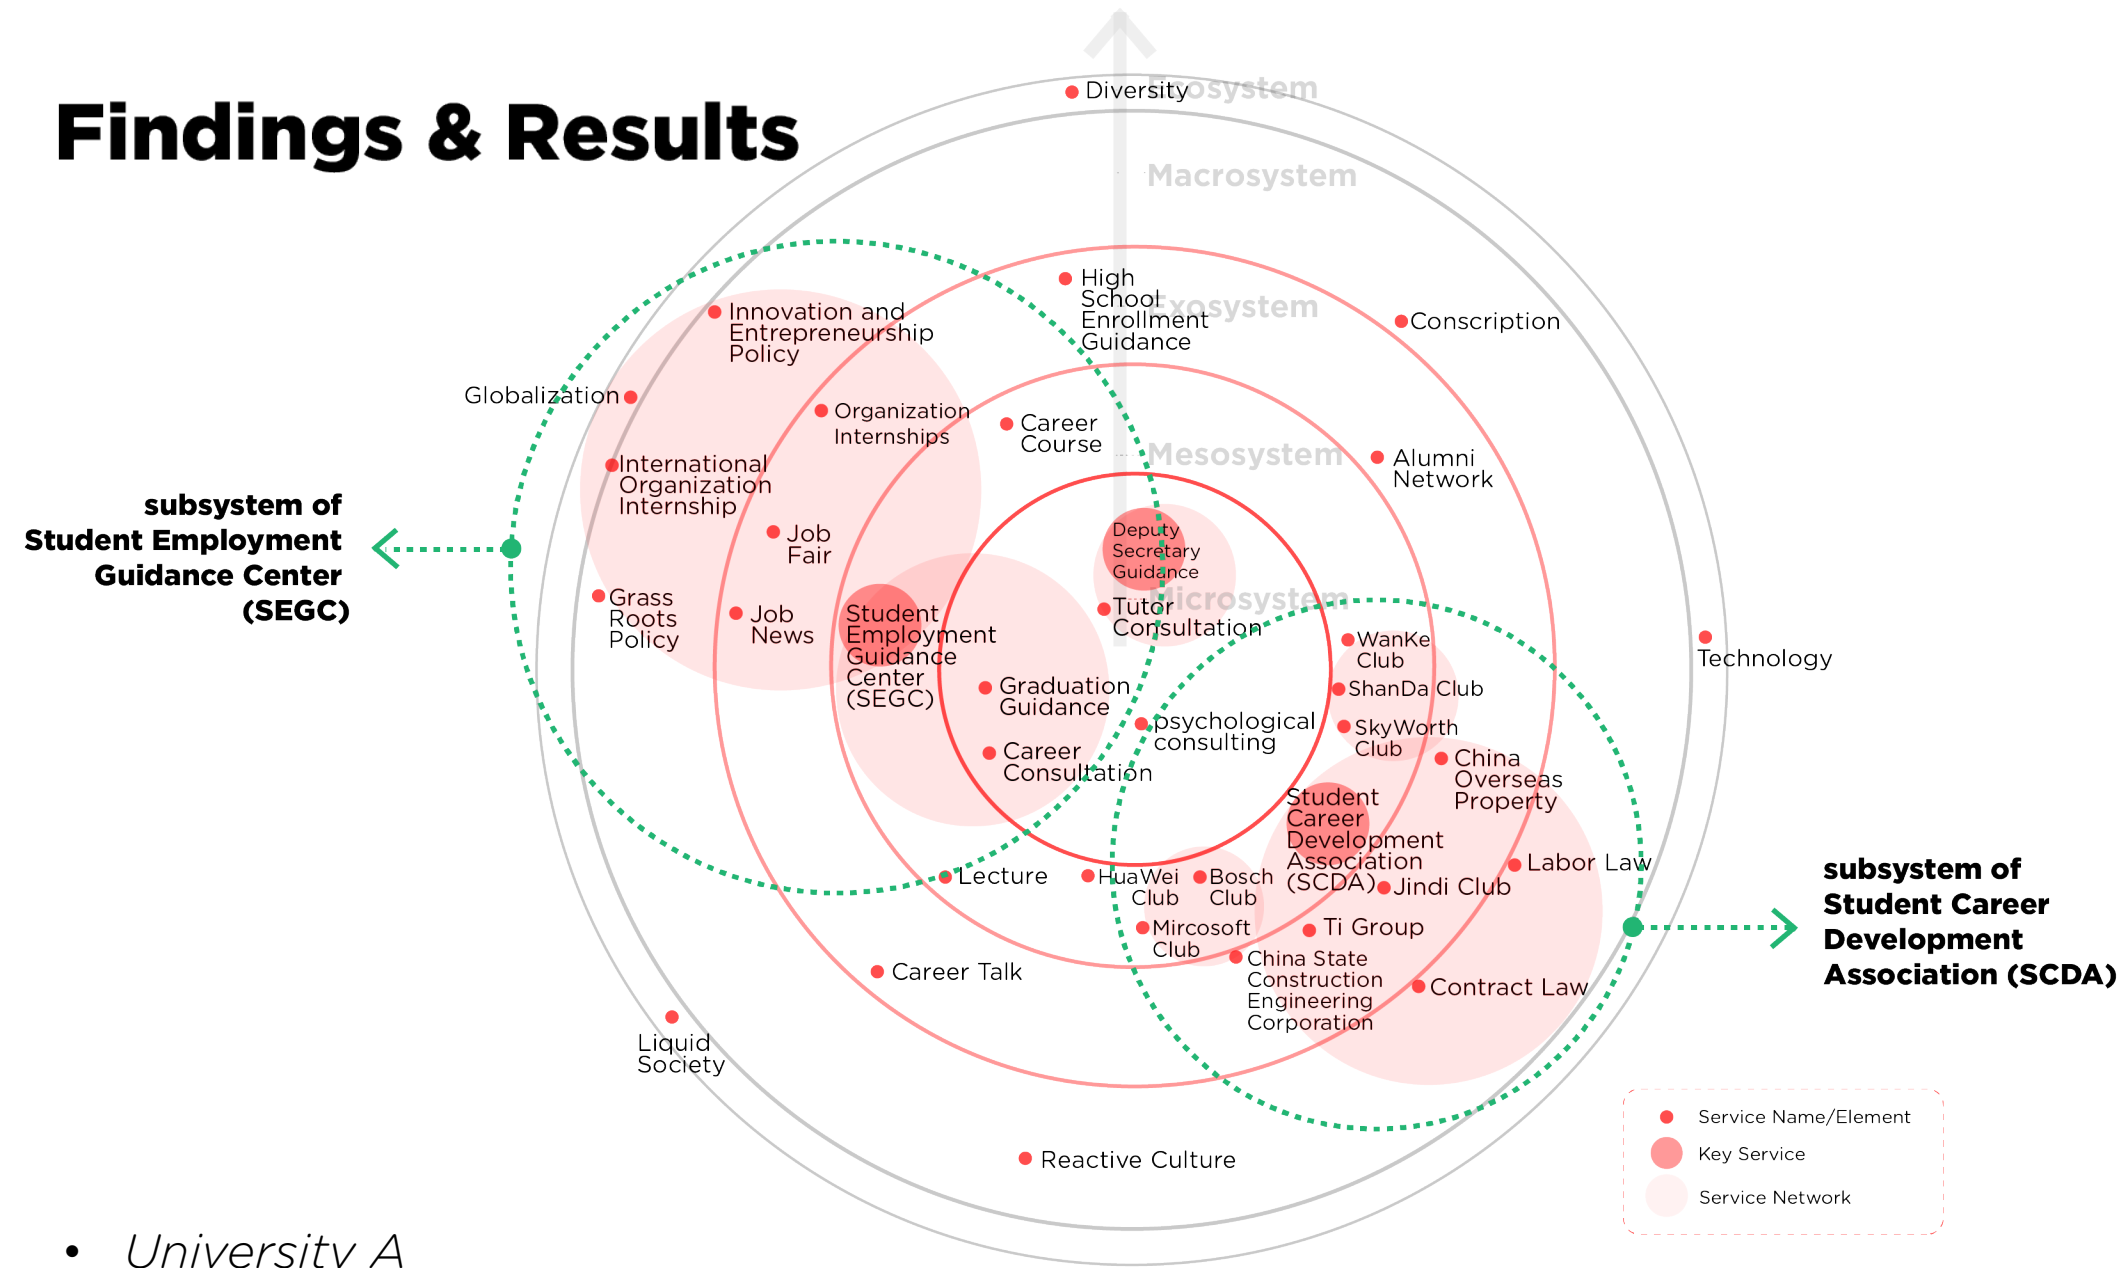 Findings & Results
Ecosystem
Diversity
Macrosystem
High
School
Enrollment
Guidance
Exosystem
Conscription
Innovation and
Entrepreneurship
Policy
Globalization
Organization
Internships
Career
Course
Mesosystem
Alumni
Network
International
Organization
Internship
Job
Fair
Deputy
Secretary
Guidance
Microsystem
Tutor
Consultation
subsystem of
Student Employment
Guidance Center
(SEGC)
Grass
Roots
Policy
Job
News
Student
Employment
Guidance
Center
(SEGC)
WanKe
Club
ShanDa Club
SkyWorth
Club
Technology
Graduation
Guidance
psychological
consulting
Career
Consultation
China
Overseas
Property
Student
Career
Development
Association
(SCDA)
Labor Law
Jindi Club
subsystem of
Student Career
Development
Association (SCDA)
Lecture
HuaWei
Club
Bosch
Club
Mircosoft
Club
Ti Group
China State
Construction
Engineering
Corporation
Contract Law
Career Talk
Liquid
Society
Reactive Culture
Service Name/Element
Key Service
Service Network
• University A